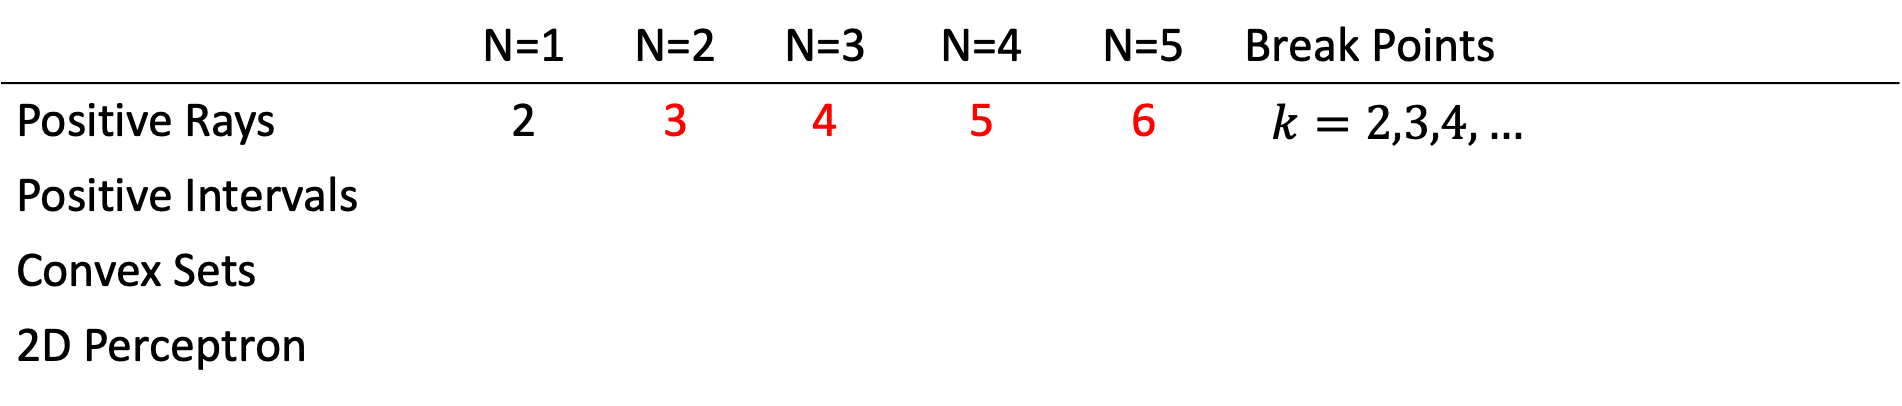 N=1 N=2 N=3 N=4 N=5 Break Points
Positive Rays 2 3 4 5 6 k = 2,3,4, ...
Positive Intervals
Convex Sets
2D Perceptron